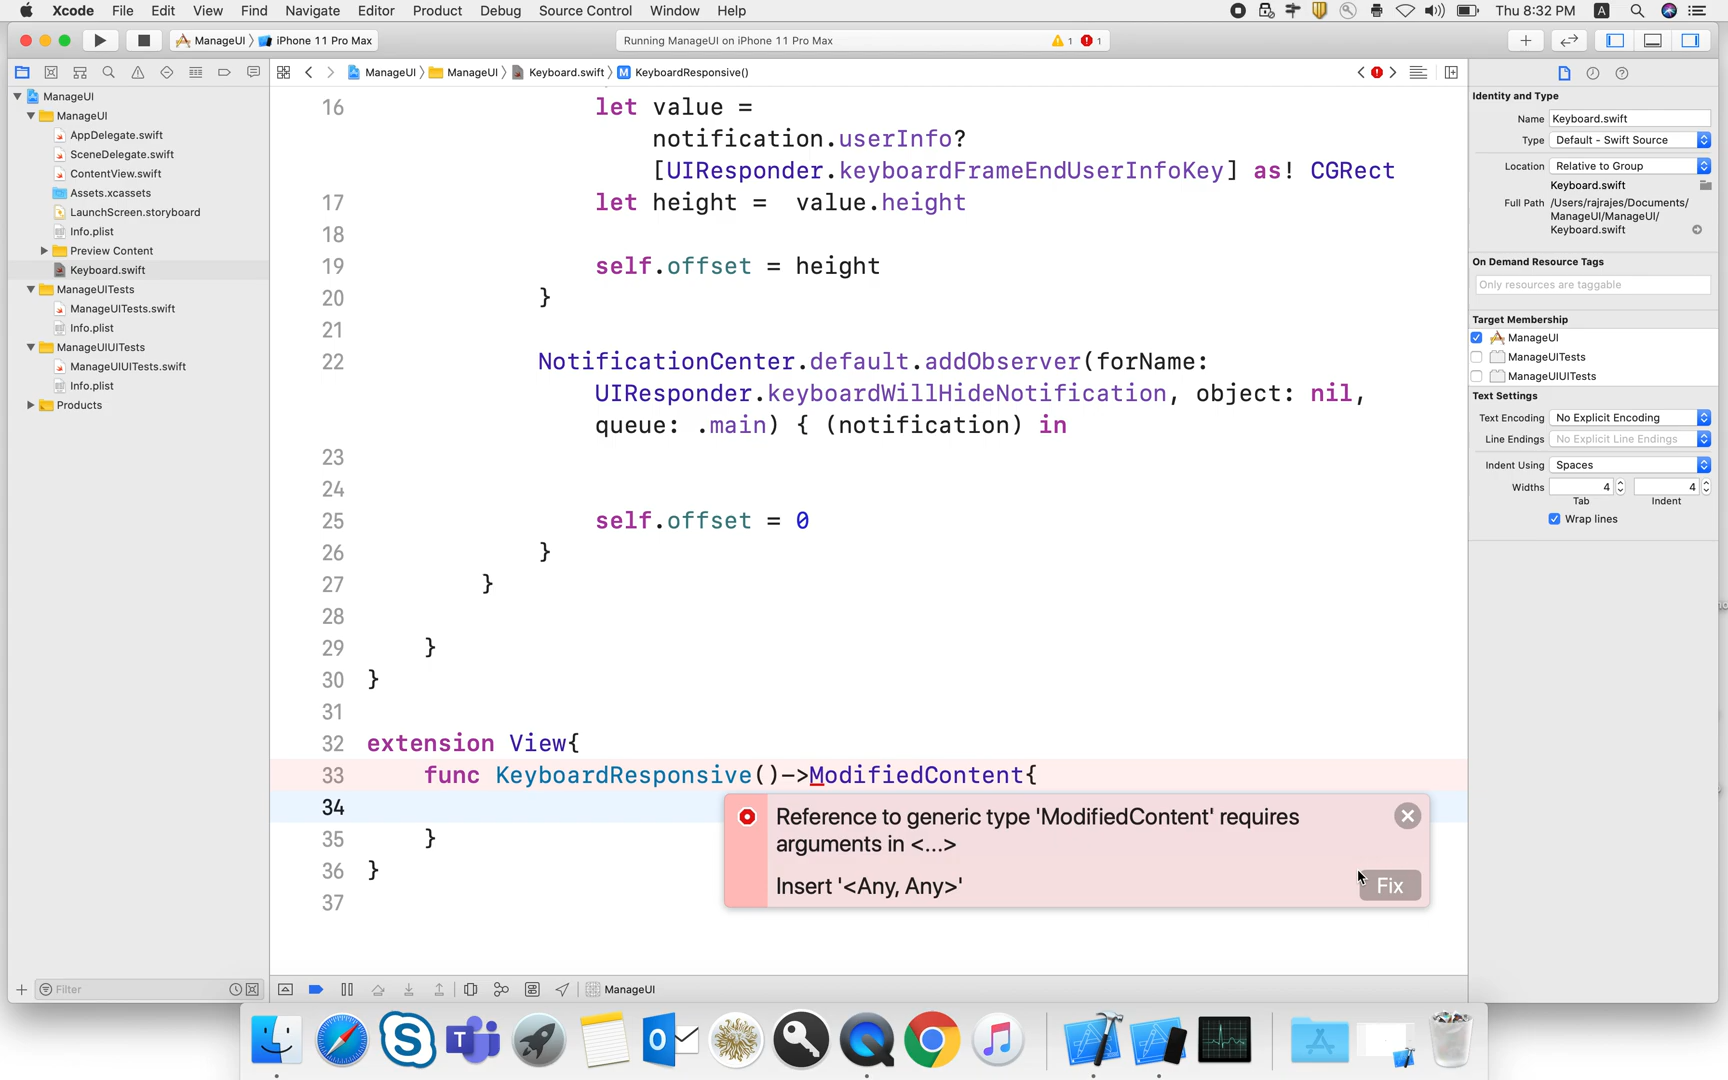 Xcode File Edit View Find Navigate Editor Product Debug Source Control Window Help Thu 8:32 PM A
ManageUI 〉 iPhone 11 Pro Max Running ManageUI on iPhone 11 Pro Max 1 1
ManageUI 〉 ManageUI 〉 Keyboard.swift 〉 M KeyboardResponsive()
ManageUI
ManageUI
AppDelegate.swift
SceneDelegate.swift
ContentView.swift
Assets.xcassets
LaunchScreen.storyboard
Info.plist
Preview Content
Keyboard.swift
ManageUITests
ManageUITests.swift
Info.plist
ManageUIUITests
ManageUIUITests.swift
Info.plist
Products
Filter
16 let value =
notification.userInfo?
[UIResponder.keyboardFrameEndUserInfoKey] as! CGRect
17 let height = value.height
18
19 self.offset = height
20 }
21
22 NotificationCenter.default.addObserver(forName:
UIResponder.keyboardWillHideNotification, object: nil,
queue: .main) { (notification) in
23
24
25 self.offset = 0
26 }
27 }
28
29 }
30 }
31
32 extension View{
33 func KeyboardResponsive()->ModifiedContent{
34
35 }
36 }
37
Reference to generic type 'ModifiedContent' requires
arguments in <...>
Insert '<Any, Any>'
Fix
ManageUI
Identity and Type
Name Keyboard.swift
Type Default - Swift Source
Location Relative to Group
Keyboard.swift
Full Path /Users/rajrajes/Documents/
ManageUI/ManageUI/
Keyboard.swift
On Demand Resource Tags
Only resources are taggable
Target Membership
ManageUI
ManageUITests
ManageUIUITests
Text Settings
Text Encoding No Explicit Encoding
Line Endings No Explicit Line Endings
Indent Using Spaces
Widths 4 4
Tab Indent
Wrap lines